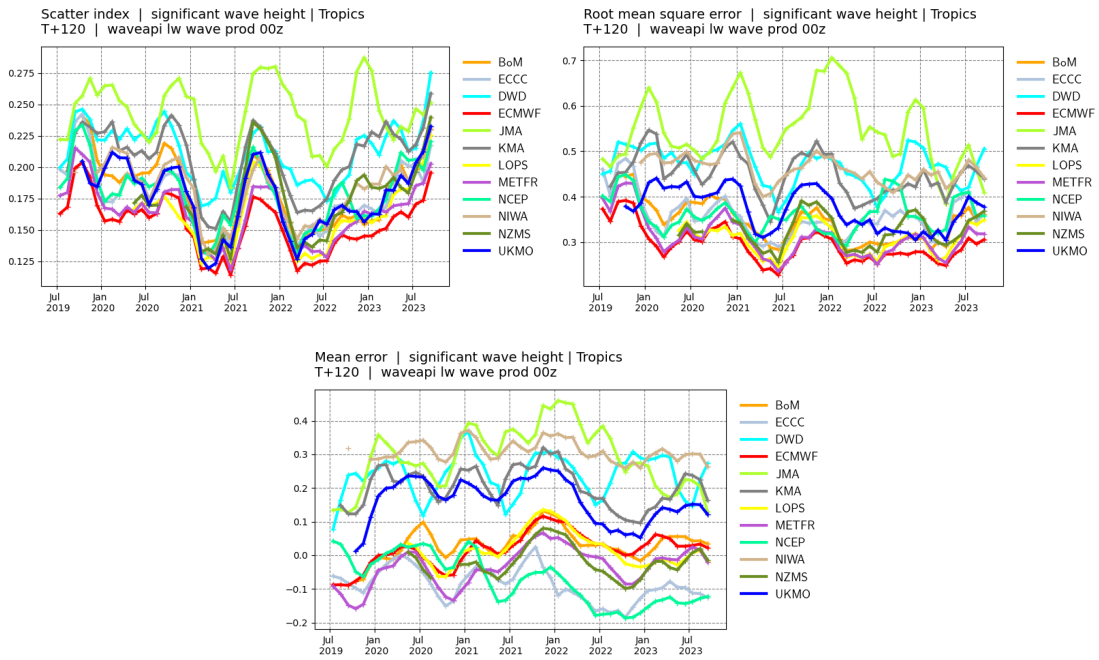 Scatter index | significant wave height | Tropics
T+120 | waveapi lw wave prod 00z
0.275
0.250
0.225
0.200
0.175
0.150
0.125
Jul 2019
Jan 2020
Jul 2020
Jan 2021
Jul 2021
Jan 2022
Jul 2022
Jan 2023
Jul 2023
BoM
ECCC
DWD
ECMWF
JMA
KMA
LOPS
METFR
NCEP
NIWA
NZMS
UKMO
Root mean square error | significant wave height | Tropics
T+120 | waveapi lw wave prod 00z
0.7
0.6
0.5
0.4
0.3
Jul 2019
Jan 2020
Jul 2020
Jan 2021
Jul 2021
Jan 2022
Jul 2022
Jan 2023
Jul 2023
BoM
ECCC
DWD
ECMWF
JMA
KMA
LOPS
METFR
NCEP
NIWA
NZMS
UKMO
Mean error | significant wave height | Tropics
T+120 | waveapi lw wave prod 00z
0.4
0.3
0.2
0.1
0.0
−0.1
−0.2
Jul 2019
Jan 2020
Jul 2020
Jan 2021
Jul 2021
Jan 2022
Jul 2022
Jan 2023
Jul 2023
BoM
ECCC
DWD
ECMWF
JMA
KMA
LOPS
METFR
NCEP
NIWA
NZMS
UKMO